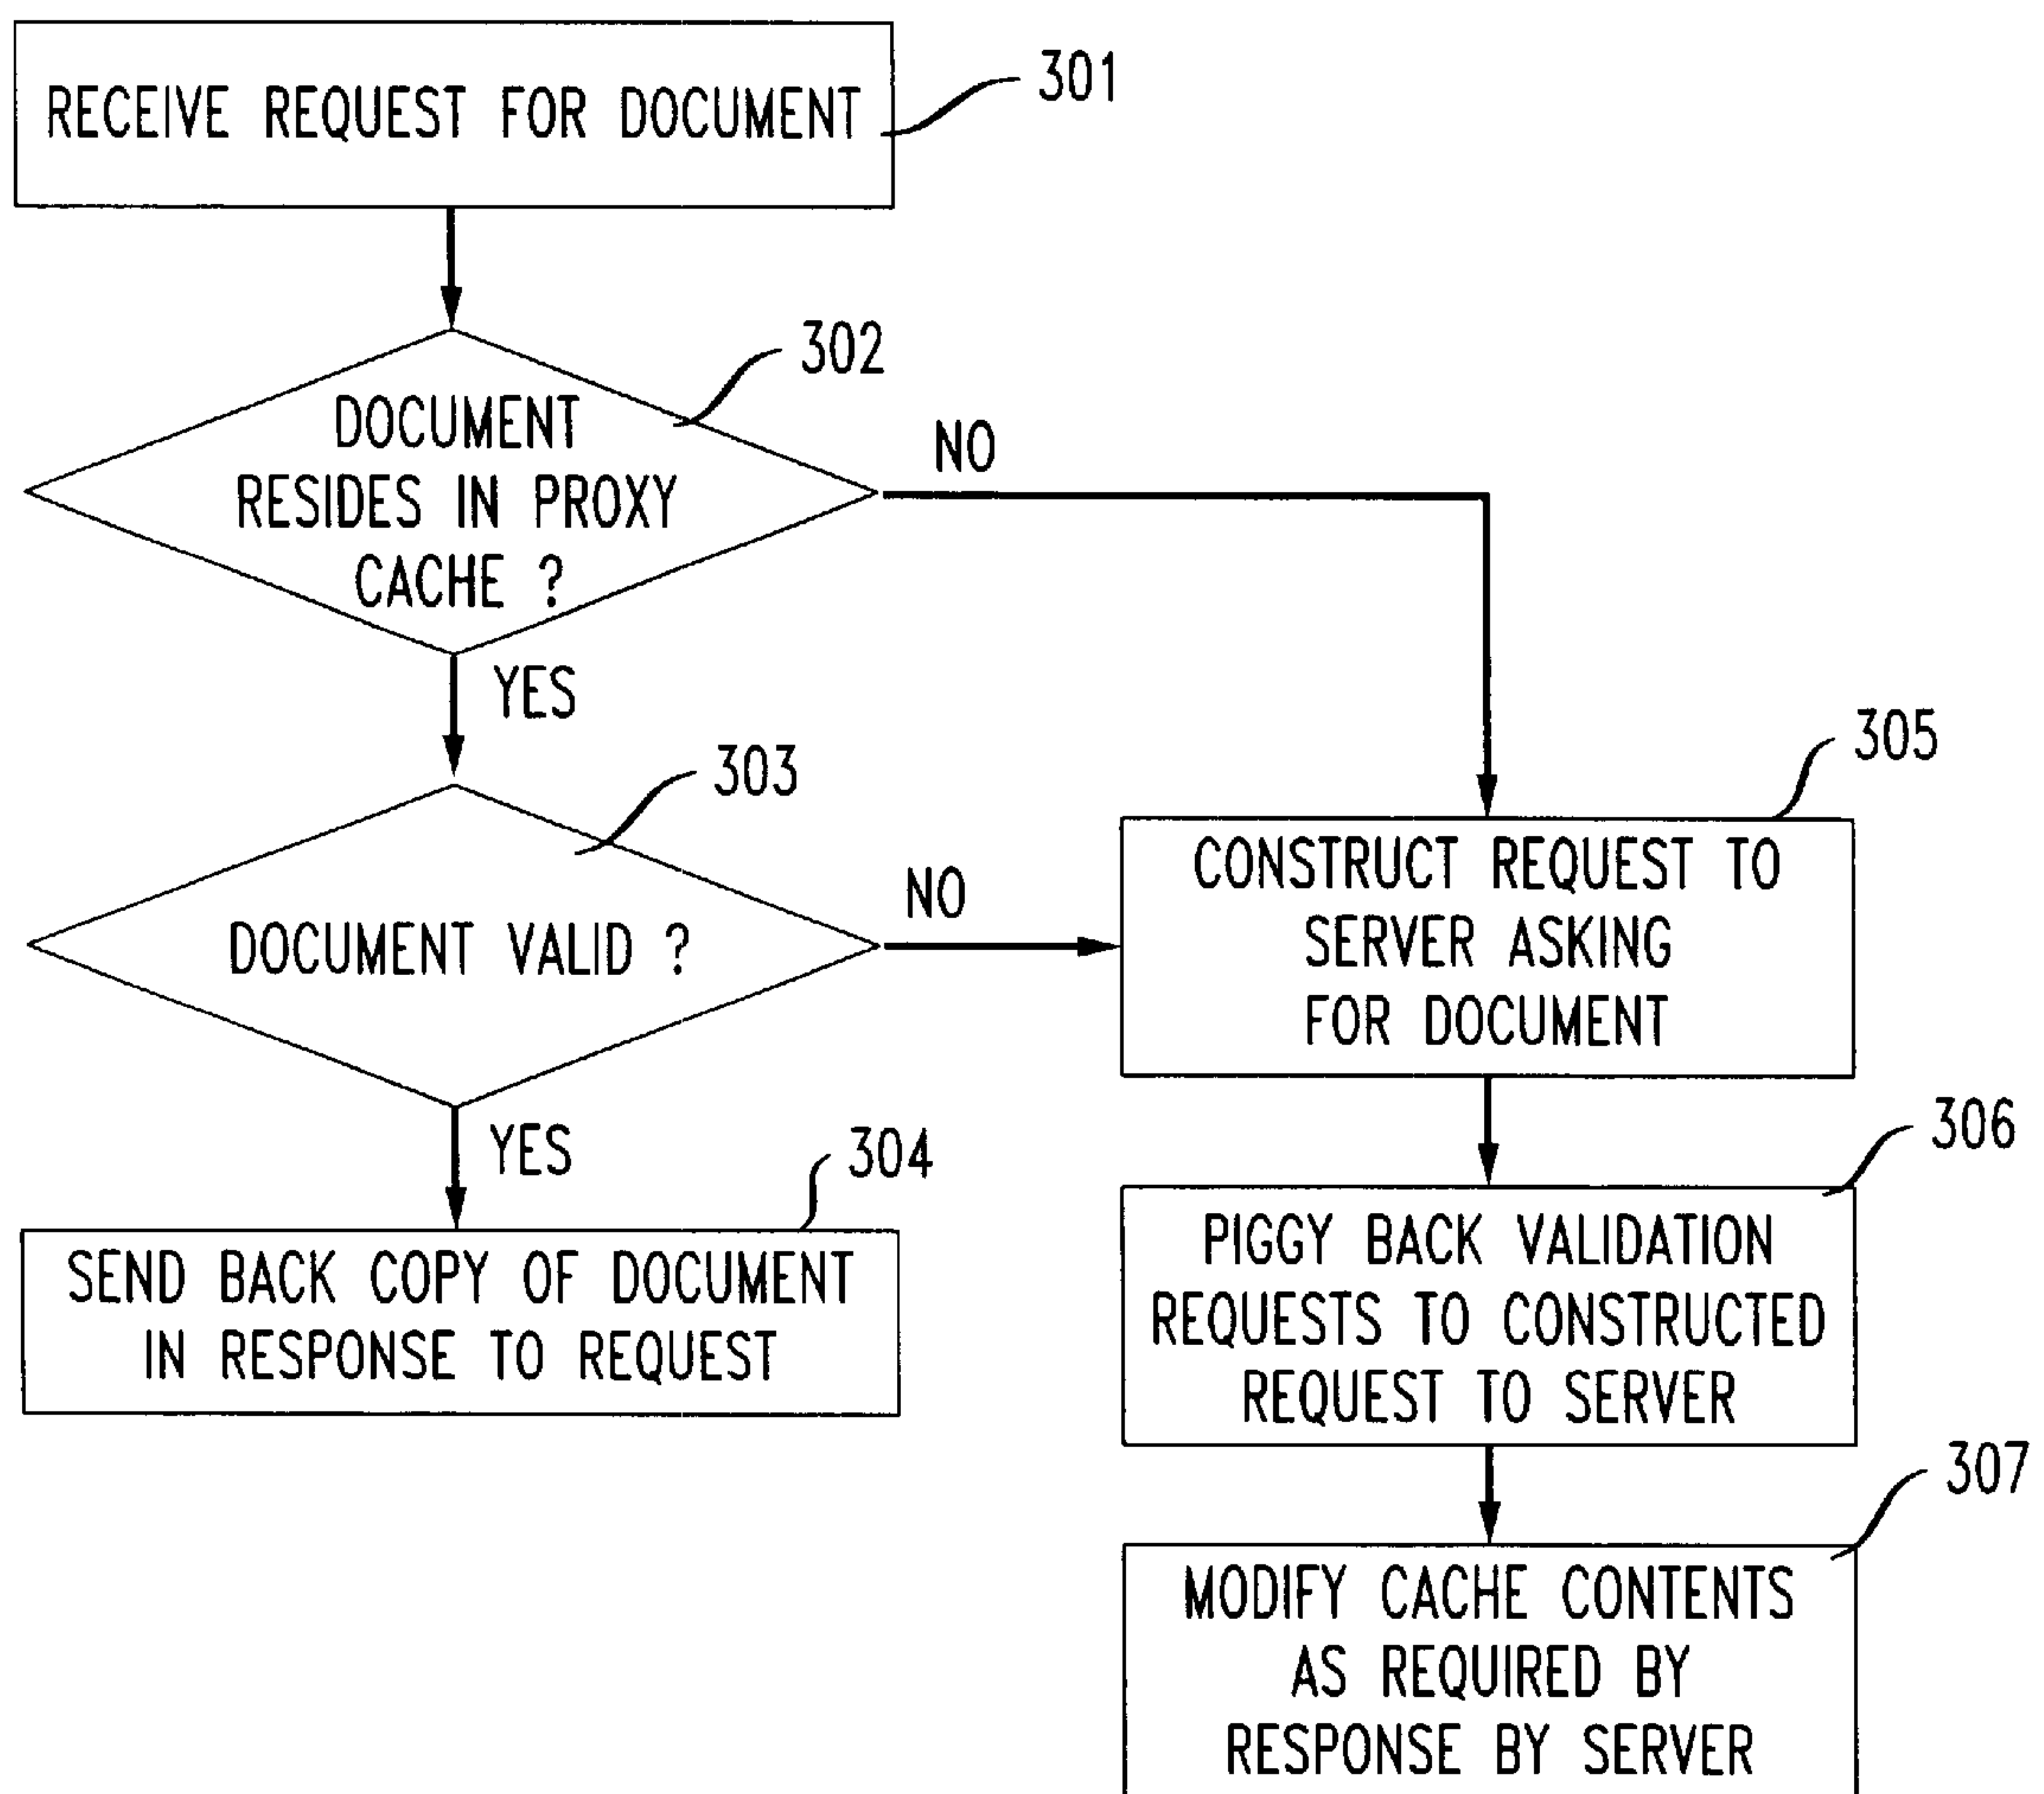 RECEIVE REQUEST FOR DOCUMENT
301
302
DOCUMENT
RESIDES IN PROXY
CACHE ?
NO
YES
303
DOCUMENT VALID ?
NO
YES
304
SEND BACK COPY OF DOCUMENT
IN RESPONSE TO REQUEST
305
CONSTRUCT REQUEST TO
SERVER ASKING
FOR DOCUMENT
306
PIGGY BACK VALIDATION
REQUESTS TO CONSTRUCTED
REQUEST TO SERVER
307
MODIFY CACHE CONTENTS
AS REQUIRED BY
RESPONSE BY SERVER